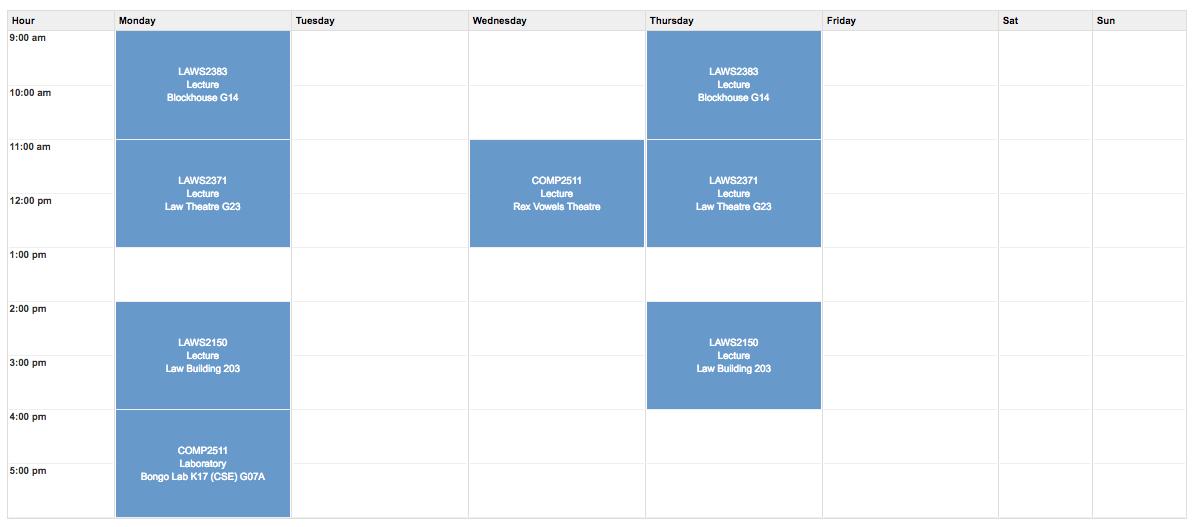 Hour Monday Tuesday Wednesday Thursday Friday Sat Sun
9:00 am
LAWS2383 LAWS2383
Lecture Lecture
10:00 am
Blockhouse G14 Blockhouse G14
11:00 am
LAWS2371 COMP2511 LAWS2371
Lecture Lecture Lecture
12:00 pm
Law Theatre G23 Rex Vowels Theatre Law Theatre G23
1:00 pm
2:00 pm
LAWS2150 LAWS2150
Lecture Lecture
3:00 pm
Law Building 203 Law Building 203
4:00 pm
COMP2511
Laboratory
5:00 pm
Bongo Lab K17 (CSE) G07A